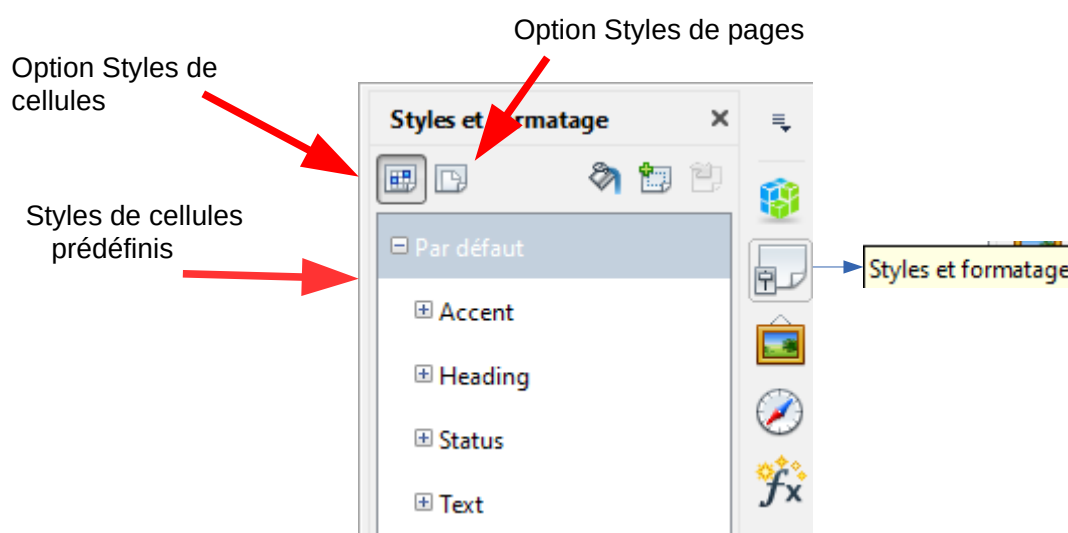 Option Styles de pages
Option Styles de
cellules
Styles et formatage
Styles de cellules
prédéfinis
Par défaut
Styles et formatage
Accent
Heading
Status
Text
fx